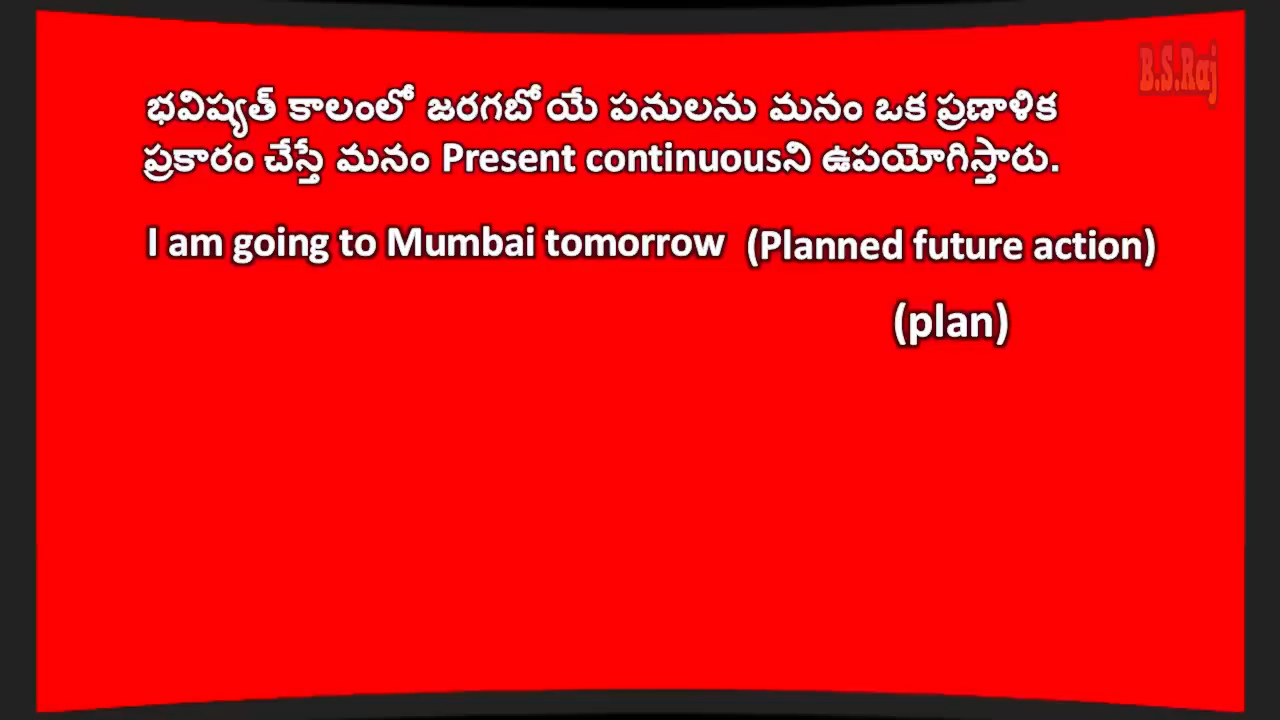 B.S.Raj
భవిష్యత్ కాలంలో జరగబోయే పనులను మనం ఒక ప్రణాళిక
ప్రకారం చేస్తే మనం Present continuousని ఉపయోగిస్తారు.
I am going to Mumbai tomorrow (Planned future action)
(plan)